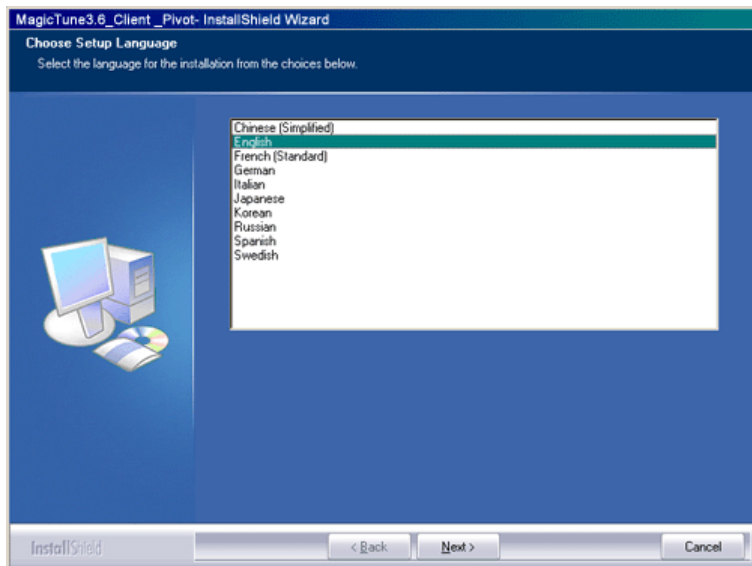 MagicTune3.6_Client _Pivot- InstallShield Wizard
Choose Setup Language
Select the language for the installation from the choices below.
Chinese (Simplified)
English
French (Standard)
German
Italian
Japanese
Korean
Russian
Spanish
Swedish
InstallShield
< Back
Next >
Cancel